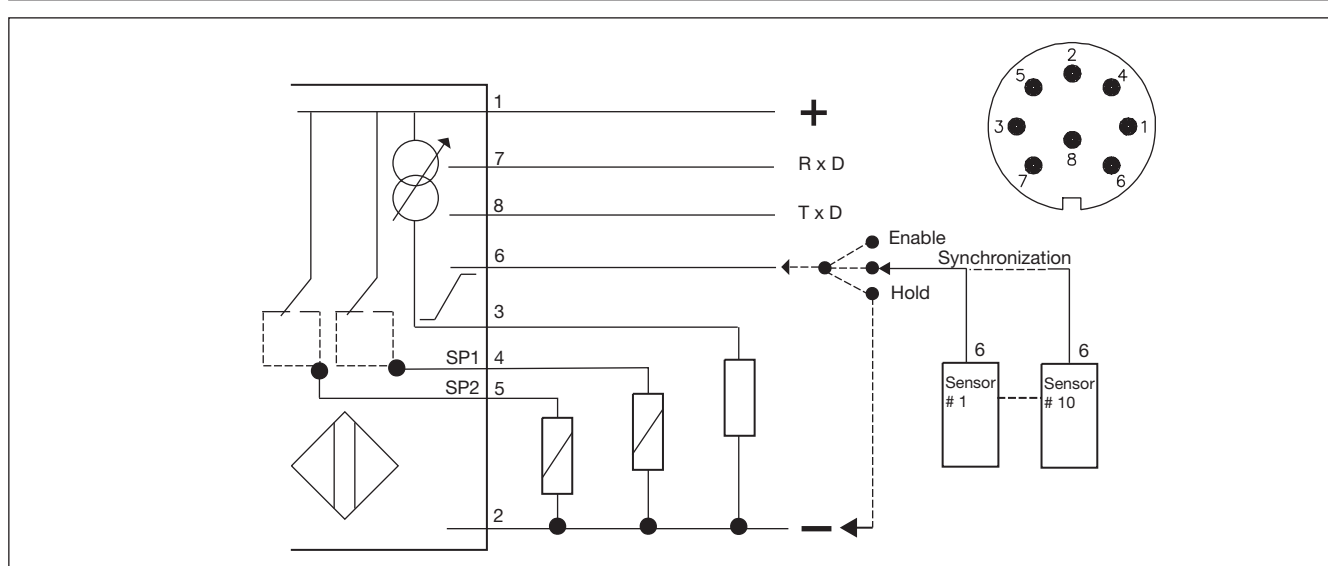 1
+
7
R x D
8
T x D
6
Enable
Synchronization
Hold
3
SP1 4
SP2 5
2
−
6
Sensor
# 1
6
Sensor
# 10
2
5
4
3
1
8
7
6